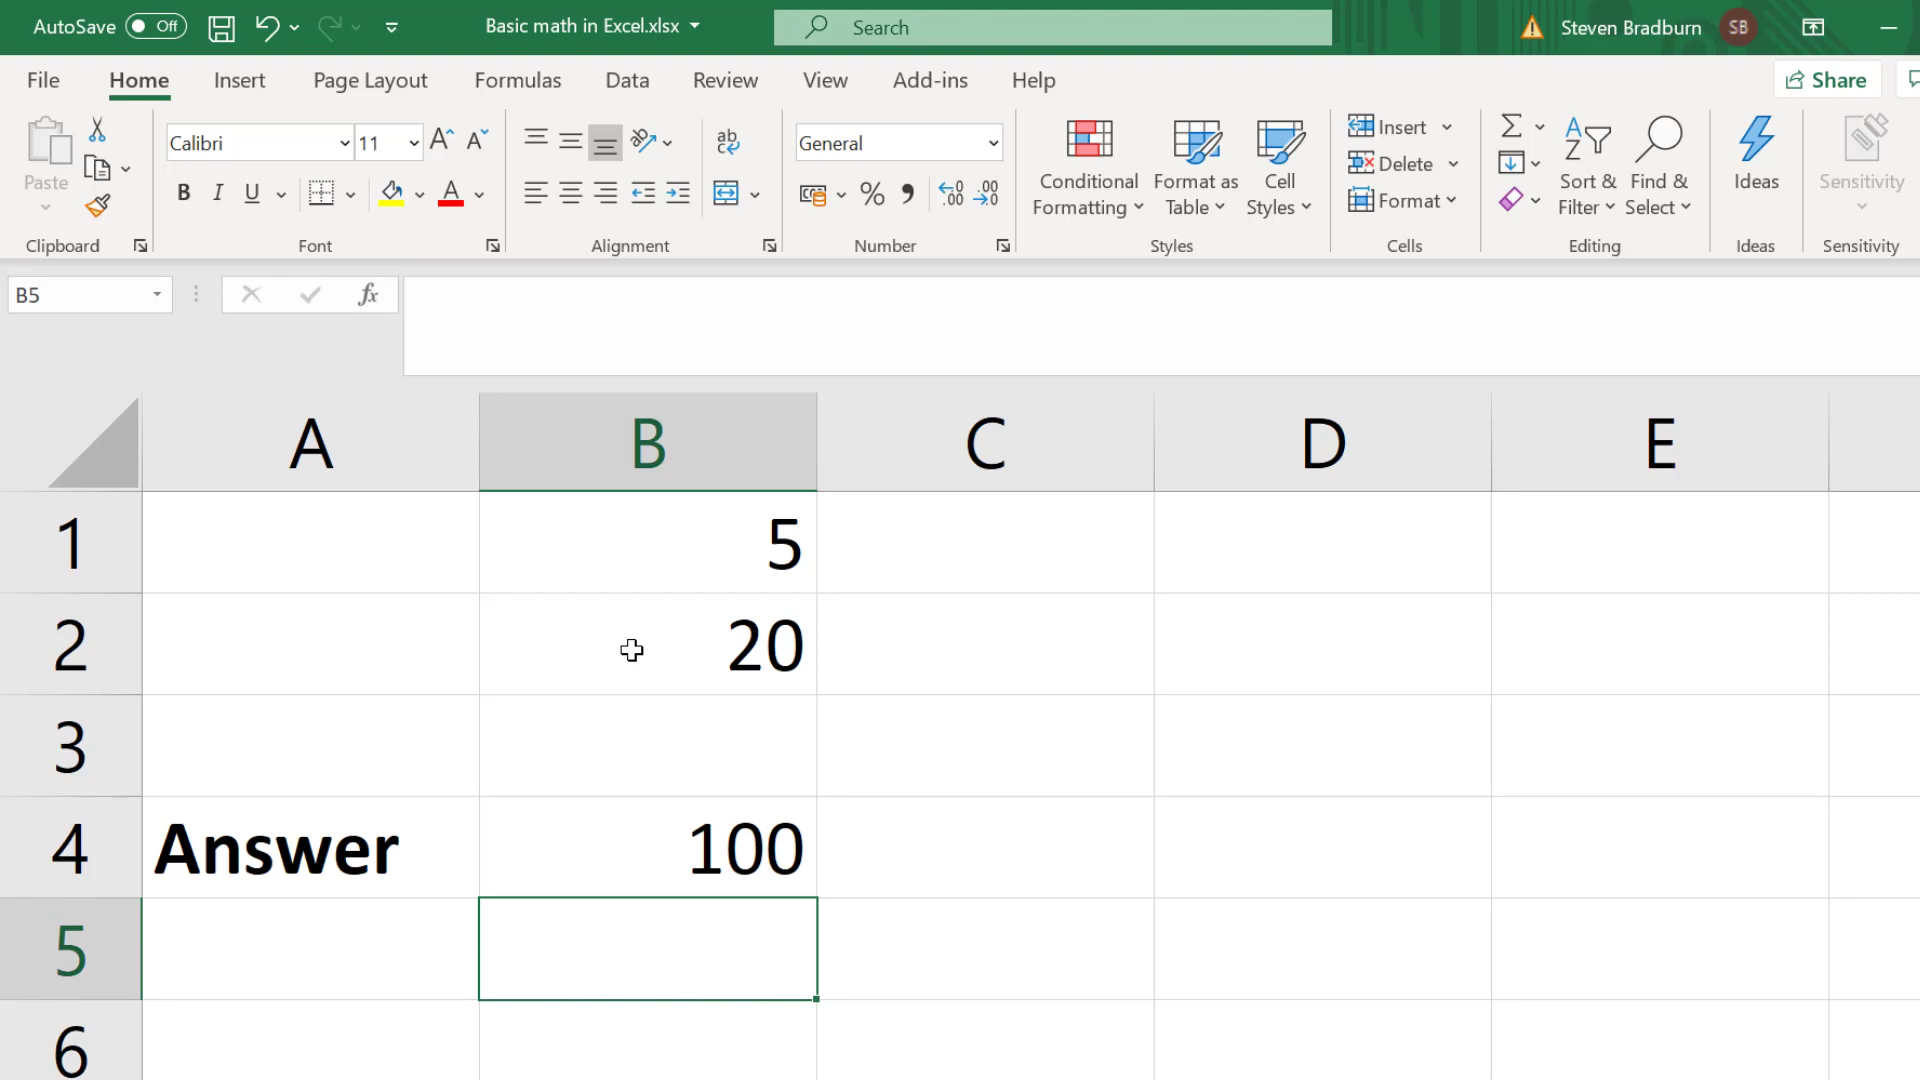 AutoSave Off Basic math in Excel.xlsx Search Steven Bradburn SB
File Home Insert Page Layout Formulas Data Review View Add-ins Help Share
Paste
Clipboard
Calibri 11
B I U A
Font
ab
Alignment
General
% .00
Number
Conditional Formatting
Format as Table
Cell Styles
Styles
Insert
Delete
Format
Cells
Sort & Filter
Find & Select
Editing
Ideas
Ideas
Sensitivity
Sensitivity
B5 fx
A B C D E
1 5
2 20
3
4 Answer 100
5
6